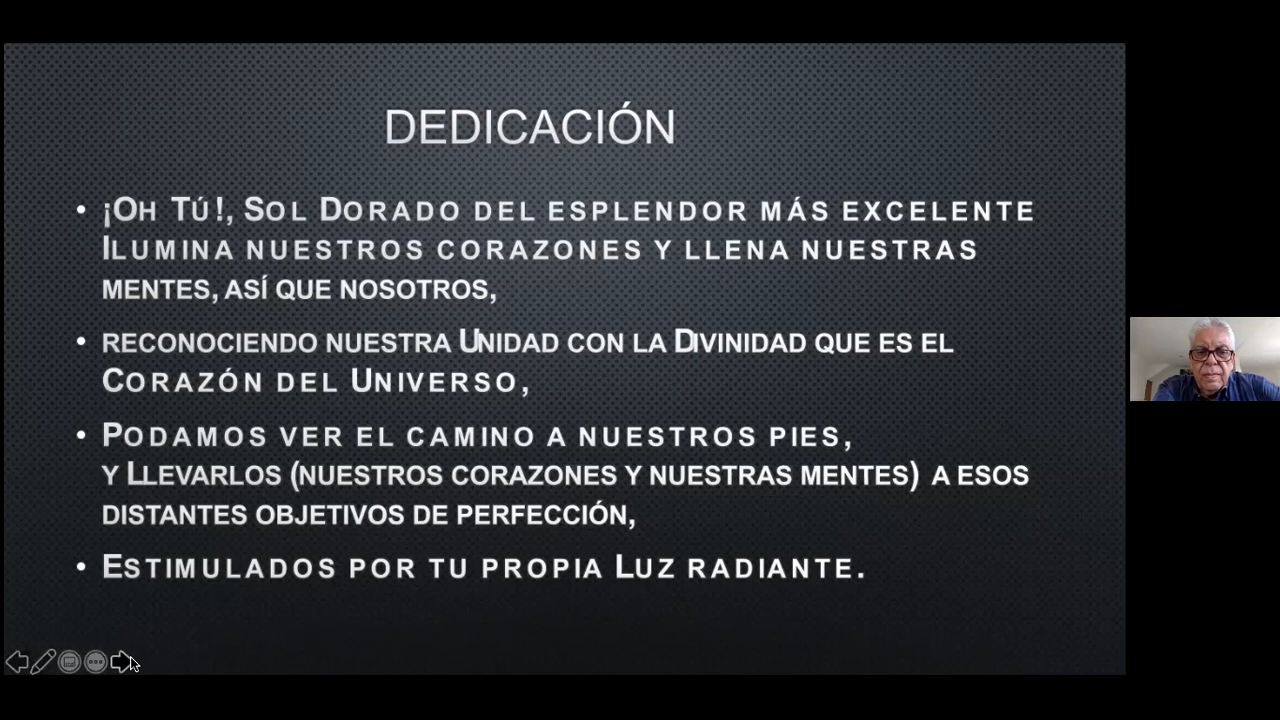 DEDICACIÓN
• ¡OH TÚ!, SOL DORADO DEL ESPLENDOR MÁS EXCELENTE
ILUMINA NUESTROS CORAZONES Y LLENA NUESTRAS
MENTES, ASÍ QUE NOSOTROS,
• RECONOCIENDO NUESTRA UNIDAD CON LA DIVINIDAD QUE ES EL
CORAZÓN DEL UNIVERSO,
• PODAMOS VER EL CAMINO A NUESTROS PIES,
Y LLEVARLOS (NUESTROS CORAZONES Y NUESTRAS MENTES) A ESOS
DISTANTES OBJETIVOS DE PERFECCIÓN,
• ESTIMULADOS POR TU PROPIA LUZ RADIANTE.